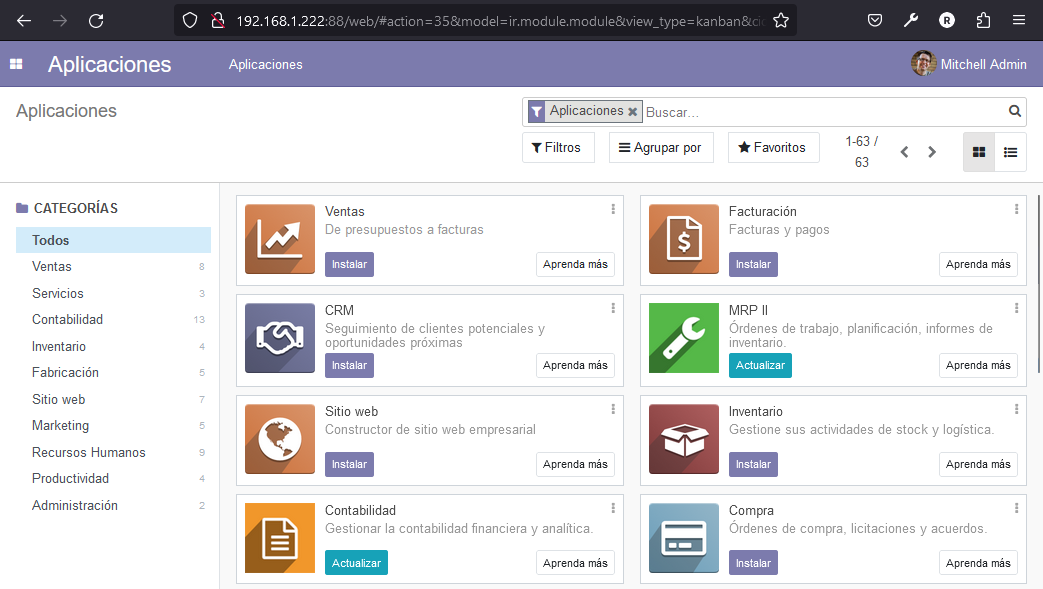 192.168.1.222:88/web/#action=35&model=ir.module.module&view_type=kanban&
R
Aplicaciones
Aplicaciones
Mitchell Admin
Aplicaciones
Aplicaciones
Buscar...
Filtros
Agrupar por
Favoritos
1-63 /
63
CATEGORÍAS
Todos
Ventas 8
Servicios 3
Contabilidad 13
Inventario 4
Fabricación 5
Sitio web 7
Marketing 5
Recursos Humanos 9
Productividad 4
Administración 2
Ventas
De presupuestos a facturas
Instalar
Aprenda más
Facturación
Facturas y pagos
Instalar
Aprenda más
CRM
Seguimiento de clientes potenciales y
oportunidades próximas
Instalar
Aprenda más
MRP II
Órdenes de trabajo, planificación, informes de
inventario.
Actualizar
Aprenda más
Sitio web
Constructor de sitio web empresarial
Instalar
Aprenda más
Inventario
Gestione sus actividades de stock y logística.
Instalar
Aprenda más
Contabilidad
Gestionar la contabilidad financiera y analítica.
Actualizar
Aprenda más
Compra
Órdenes de compra, licitaciones y acuerdos.
Instalar
Aprenda más